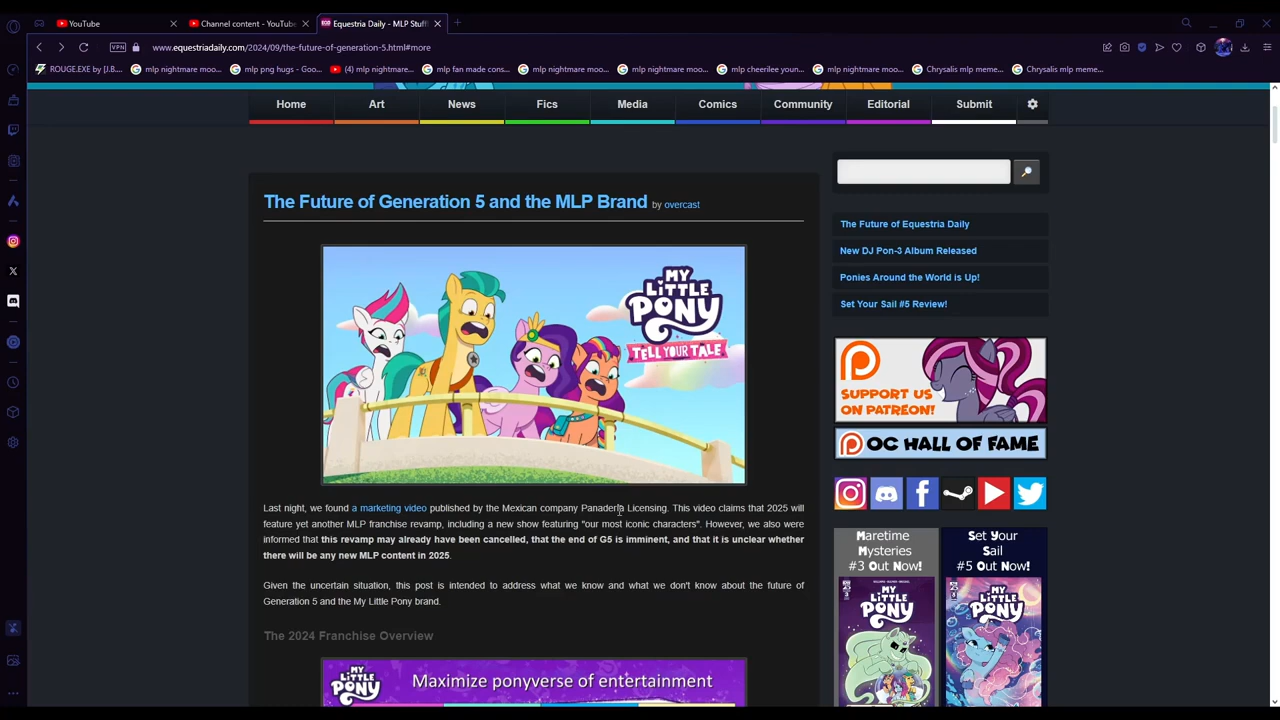 YouTube
Channel content - YouTube
Equestria Daily - MLP Stuff!
VPN
www.equestriadaily.com/2024/09/the-future-of-generation-5.html#more
ROUGE.EXE by [J.B....
mlp nightmare moo...
mlp png hugs - Goo...
(4) mlp nightmare...
mlp fan made cons...
mlp nightmare moo...
mlp nightmare moo...
mlp cheerilee youn...
mlp nightmare moo...
Chrysalis mlp meme...
Chrysalis mlp meme...
Home
Art
News
Fics
Media
Comics
Community
Editorial
Submit
The Future of Generation 5 and the MLP Brand by overcast
MY
LITTLE
PONY
TELL YOUR TALE
Last night, we found a marketing video published by the Mexican company Panadería Licensing. This video claims that 2025 will
feature yet another MLP franchise revamp, including a new show featuring "our most iconic characters". However, we also were
informed that this revamp may already have been cancelled, that the end of G5 is imminent, and that it is unclear whether
there will be any new MLP content in 2025.
Given the uncertain situation, this post is intended to address what we know and what we don't know about the future of
Generation 5 and the My Little Pony brand.
The 2024 Franchise Overview
MY
LITTLE
PONY
Maximize ponyverse of entertainment
The Future of Equestria Daily
New DJ Pon-3 Album Released
Ponies Around the World is Up!
Set Your Sail #5 Review!
SUPPORT US
ON PATREON!
OC HALL OF FAME
Maretime
Mysteries
#3 Out Now!
MY
LITTLE
PONY
Set Your
Sail
#5 Out Now!
MY
LITTLE
PONY